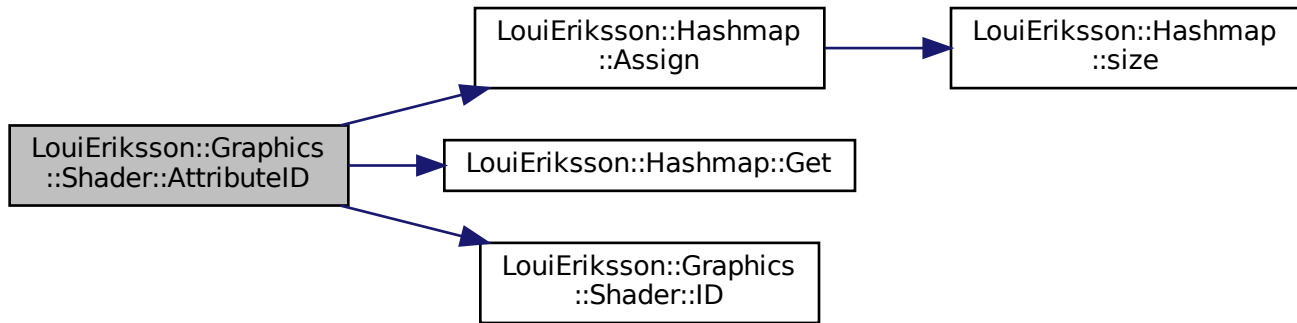 LouiEriksson::Graphics
::Shader::AttributeID
LouiEriksson::Hashmap
::Assign
LouiEriksson::Hashmap
::size
LouiEriksson::Hashmap::Get
LouiEriksson::Graphics
::Shader::ID